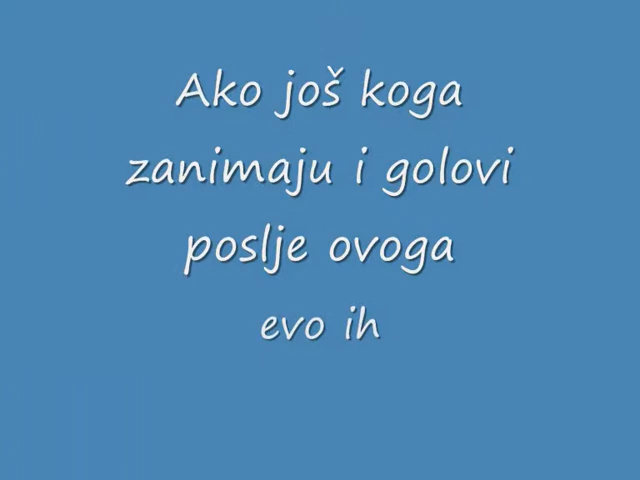 Ako još koga
zanimaju i golovi
poslje ovoga
evo ih